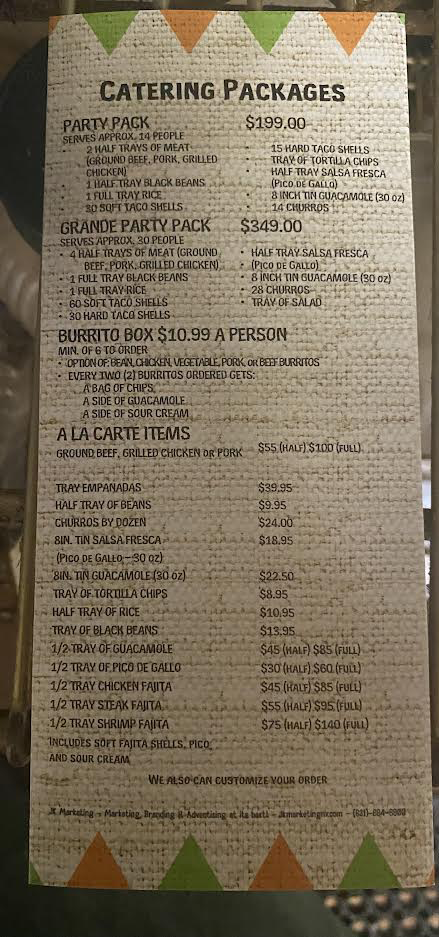 CATERING PACKAGES
PARTY PACK $199.00
SERVES APPROX. 14 PEOPLE
• 2 HALF TRAYS OF MEAT
(GROUND BEEF, PORK, GRILLED
CHICKEN)
• 1 HALF TRAY BLACK BEANS
• 1 FULL TRAY RICE
• 30 SOFT TACO SHELLS
• 15 HARD TACO SHELLS
• TRAY OF TORTILLA CHIPS
• HALF TRAY SALSA FRESCA
(PICO DE GALLO)
• 8 INCH TIN GUACAMOLE (30 oz)
• 14 CHURROS
GRANDE PARTY PACK $349.00
SERVES APPROX. 30 PEOPLE
• 4 HALF TRAYS OF MEAT (GROUND
BEEF, PORK, GRILLED CHICKEN)
• 1 FULL TRAY BLACK BEANS
• 1 FULL TRAY RICE
• 60 SOFT TACO SHELLS
• 30 HARD TACO SHELLS
• HALF TRAY SALSA FRESCA
• (PICO DE GALLO)
• 8 INCH TIN GUACAMOLE (30 oz)
• 28 CHURROS
• TRAY OF SALAD
BURRITO BOX $10.99 A PERSON
MIN. OF 6 TO ORDER
• OPTION OF: BEAN, CHICKEN, VEGETABLE, PORK, OR BEEF BURRITOS
• EVERY TWO (2) BURRITOS ORDERED GETS:
A BAG OF CHIPS,
A SIDE OF GUACAMOLE
A SIDE OF SOUR CREAM
A LA CARTE ITEMS
GROUND BEEF, GRILLED CHICKEN OR PORK $55 (HALF) $100 (FULL)
TRAY EMPANADAS $39.95
HALF TRAY OF BEANS $9.95
CHURROS BY DOZEN $24.00
8IN. TIN SALSA FRESCA $18.95
(PICO DE GALLO – 30 oz)
8IN. TIN GUACAMOLE (30 oz) $22.50
TRAY OF TORTILLA CHIPS $8.95
HALF TRAY OF RICE $10.95
TRAY OF BLACK BEANS $13.95
1/2 TRAY OF GUACAMOLE $45 (HALF) $85 (FULL)
1/2 TRAY OF PICO DE GALLO $30 (HALF) $60 (FULL)
1/2 TRAY CHICKEN FAJITA $45 (HALF) $85 (FULL)
1/2 TRAY STEAK FAJITA $55 (HALF) $95 (FULL)
1/2 TRAY SHRIMP FAJITA $75 (HALF) $140 (FULL)
INCLUDES SOFT FAJITA SHELLS, PICO,
AND SOUR CREAM
WE ALSO CAN CUSTOMIZE YOUR ORDER
JK Marketing - Marketing, Branding & Advertising at its best! -